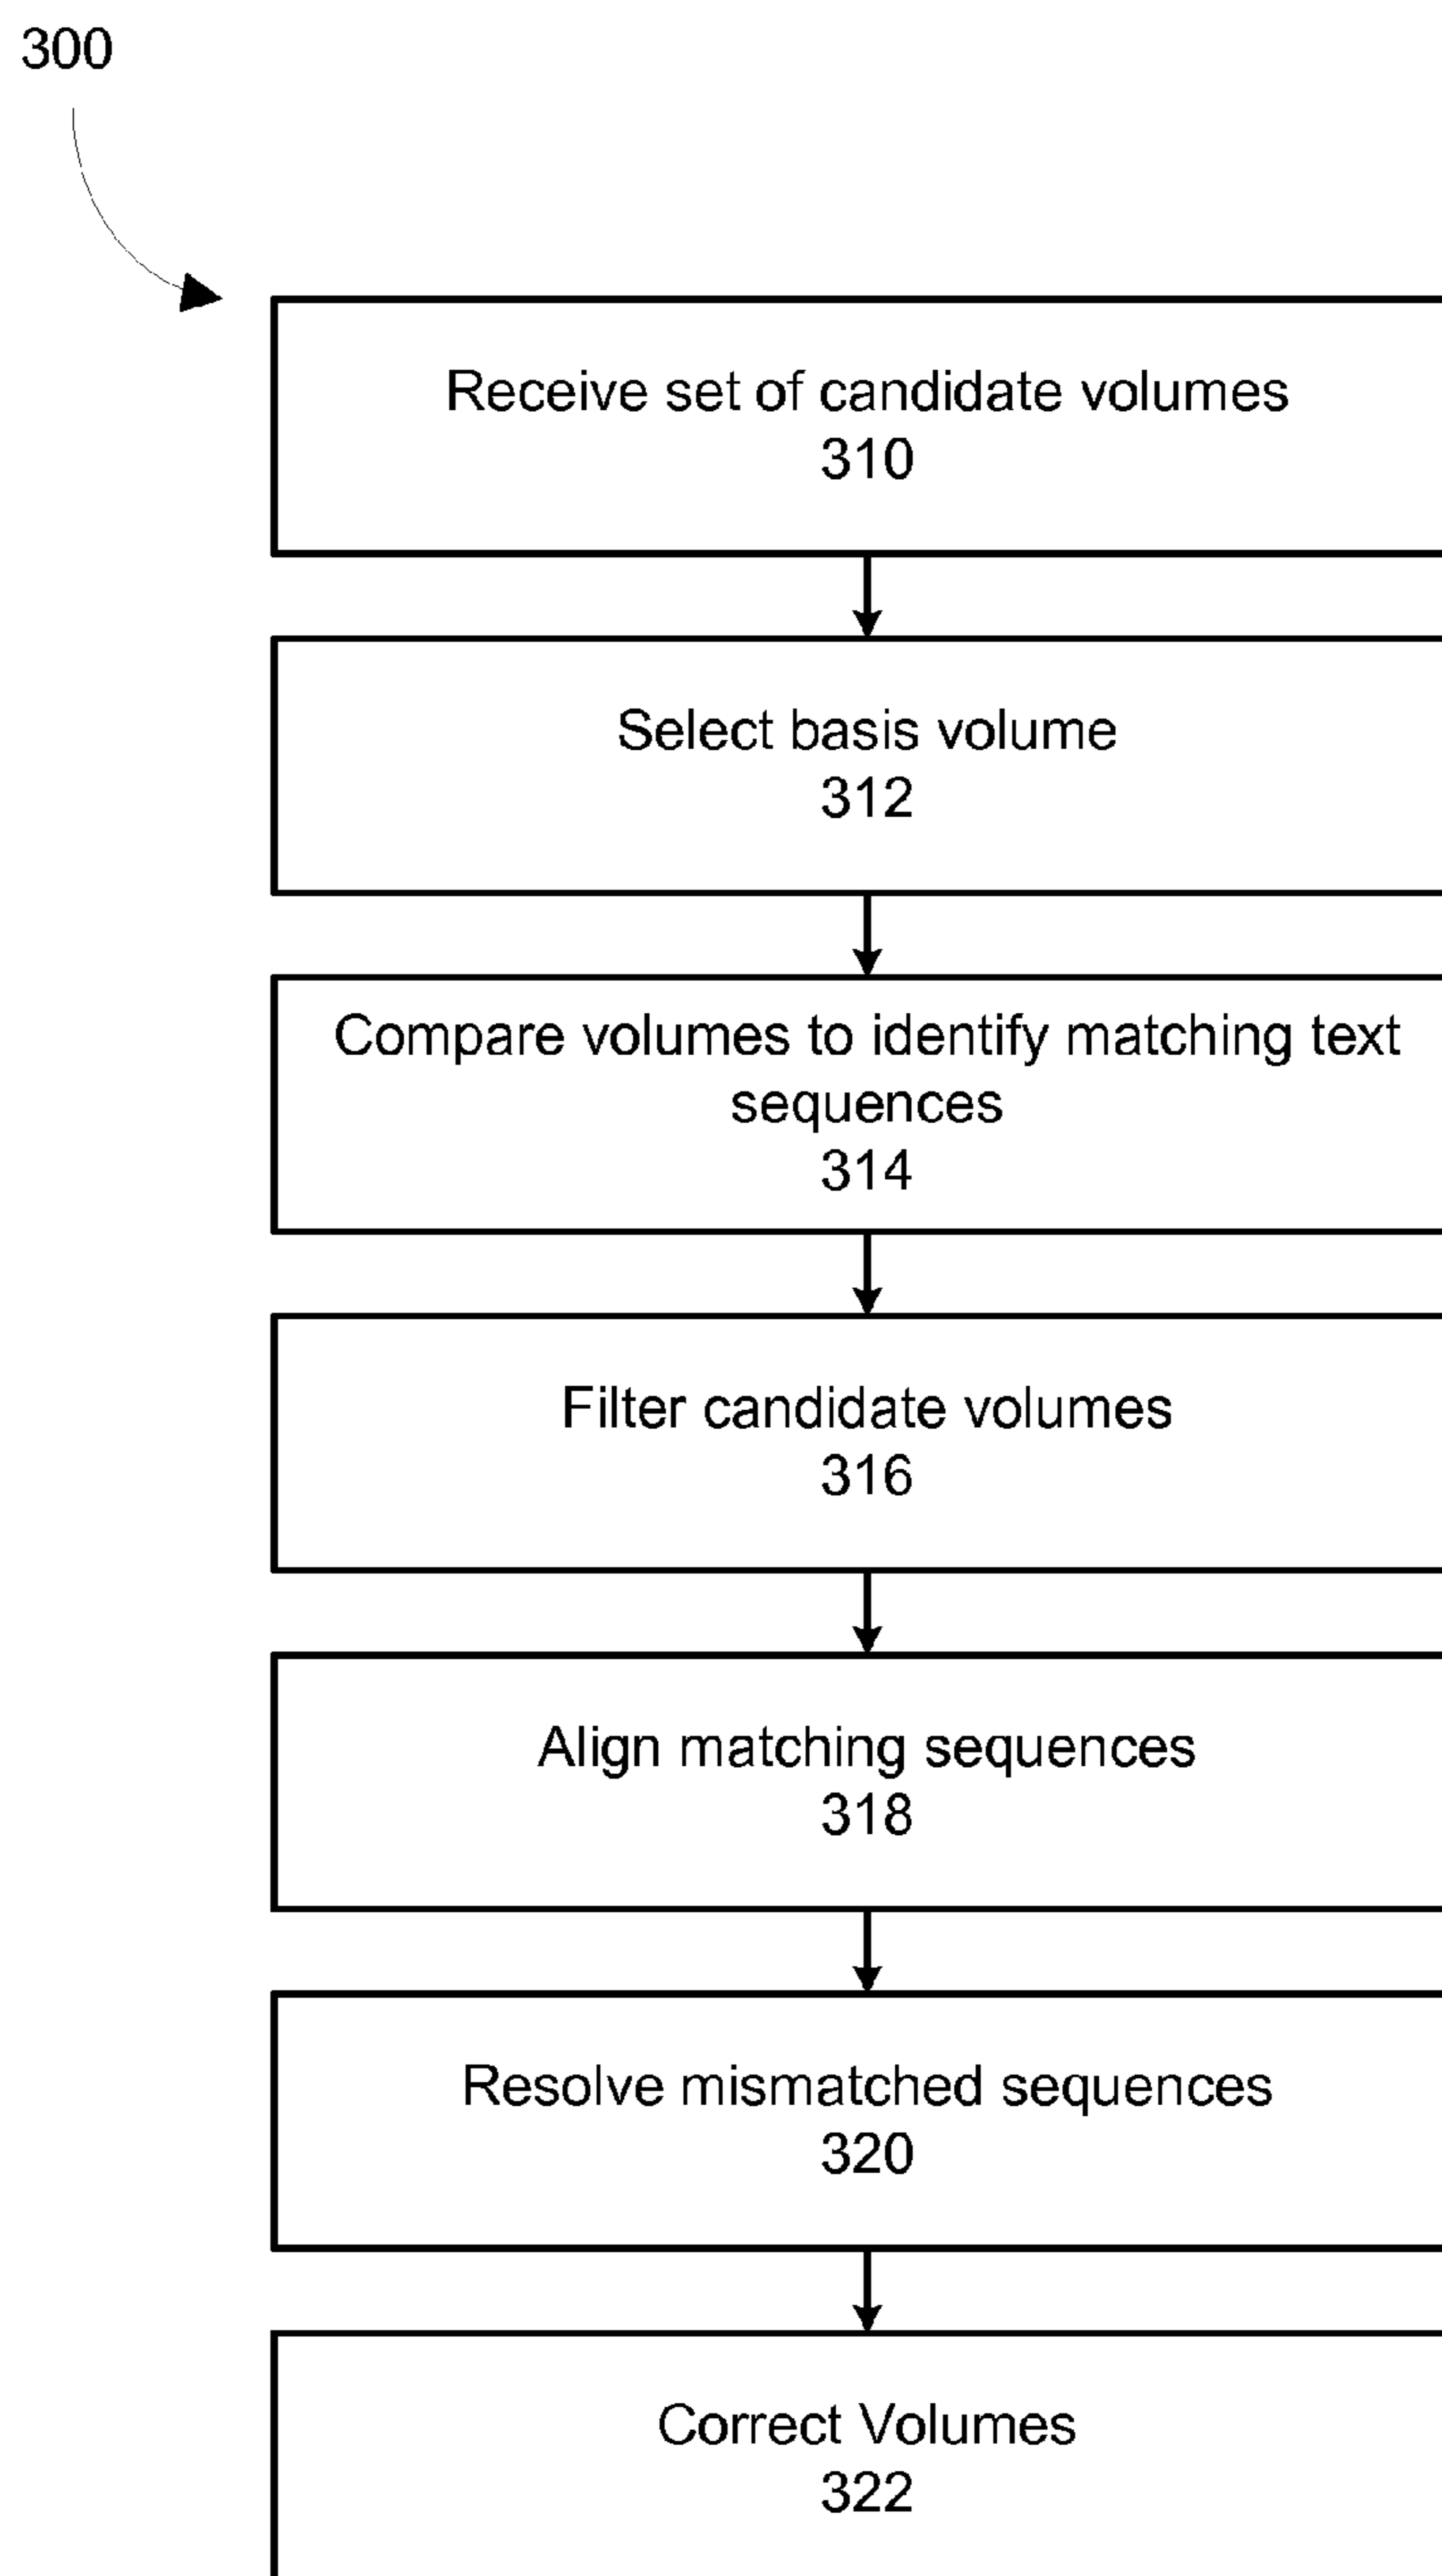 300
Receive set of candidate volumes
310
Select basis volume
312
Compare volumes to identify matching text
sequences
314
Filter candidate volumes
316
Align matching sequences
318
Resolve mismatched sequences
320
Correct Volumes
322